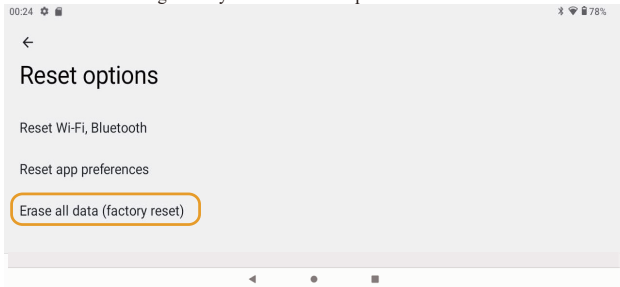 00:24 78%
Reset options
Reset Wi-Fi, Bluetooth
Reset app preferences
Erase all data (factory reset)